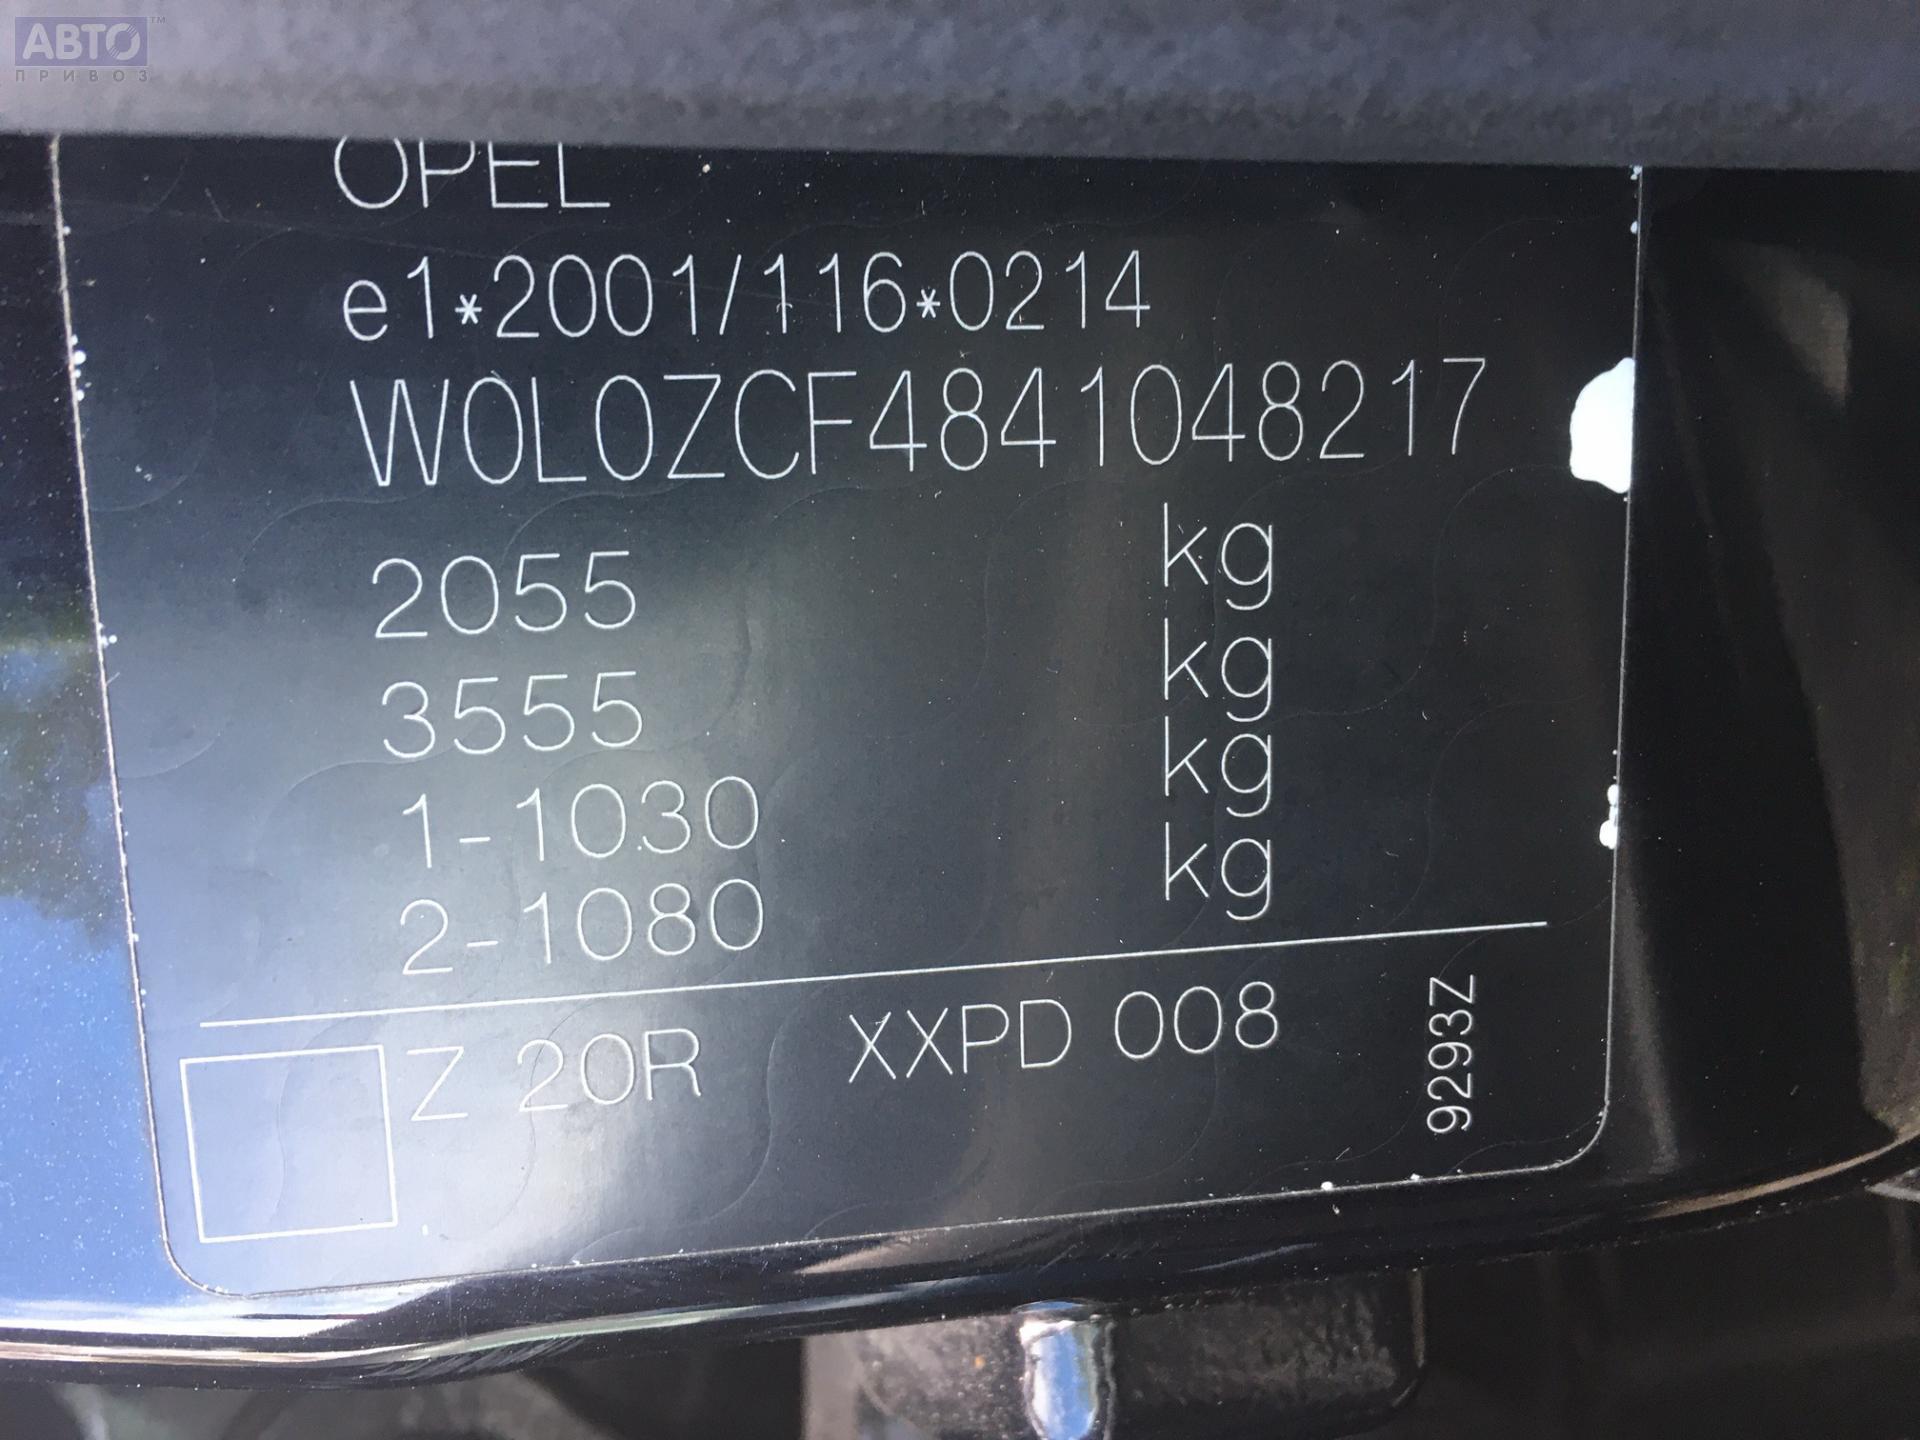 АВТО™
ПРИВОЗ
OPEL
e1*2001/116*0214
W0L0ZCF4841048217
2055 kg
3555 kg
1-1030 kg
2-1080 kg
Z 20R XXPD 008
9293Z